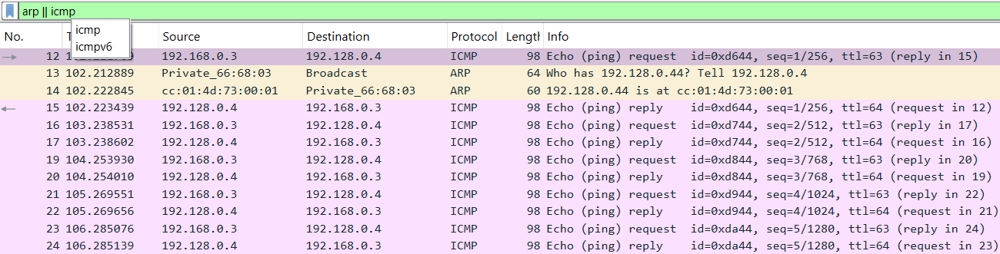 arp || icmp
icmp
icmpv6
No. Source Destination Protocol Length Info
12 192.168.0.3 192.128.0.4 ICMP 98 Echo (ping) request id=0xd644, seq=1/256, ttl=63 (reply in 15)
13 102.212889 Private_66:68:03 Broadcast ARP 64 Who has 192.128.0.44? Tell 192.128.0.4
14 102.222845 cc:01:4d:73:00:01 Private_66:68:03 ARP 60 192.128.0.44 is at cc:01:4d:73:00:01
15 102.223439 192.128.0.4 192.168.0.3 ICMP 98 Echo (ping) reply id=0xd644, seq=1/256, ttl=64 (request in 12)
16 103.238531 192.168.0.3 192.128.0.4 ICMP 98 Echo (ping) request id=0xd744, seq=2/512, ttl=63 (reply in 17)
17 103.238602 192.128.0.4 192.168.0.3 ICMP 98 Echo (ping) reply id=0xd744, seq=2/512, ttl=64 (request in 16)
19 104.253930 192.168.0.3 192.128.0.4 ICMP 98 Echo (ping) request id=0xd844, seq=3/768, ttl=63 (reply in 20)
20 104.254010 192.128.0.4 192.168.0.3 ICMP 98 Echo (ping) reply id=0xd844, seq=3/768, ttl=64 (request in 19)
21 105.269551 192.168.0.3 192.128.0.4 ICMP 98 Echo (ping) request id=0xd944, seq=4/1024, ttl=63 (reply in 22)
22 105.269656 192.128.0.4 192.168.0.3 ICMP 98 Echo (ping) reply id=0xd944, seq=4/1024, ttl=64 (request in 21)
23 106.285076 192.168.0.3 192.128.0.4 ICMP 98 Echo (ping) request id=0xda44, seq=5/1280, ttl=63 (reply in 24)
24 106.285139 192.128.0.4 192.168.0.3 ICMP 98 Echo (ping) reply id=0xda44, seq=5/1280, ttl=64 (request in 23)